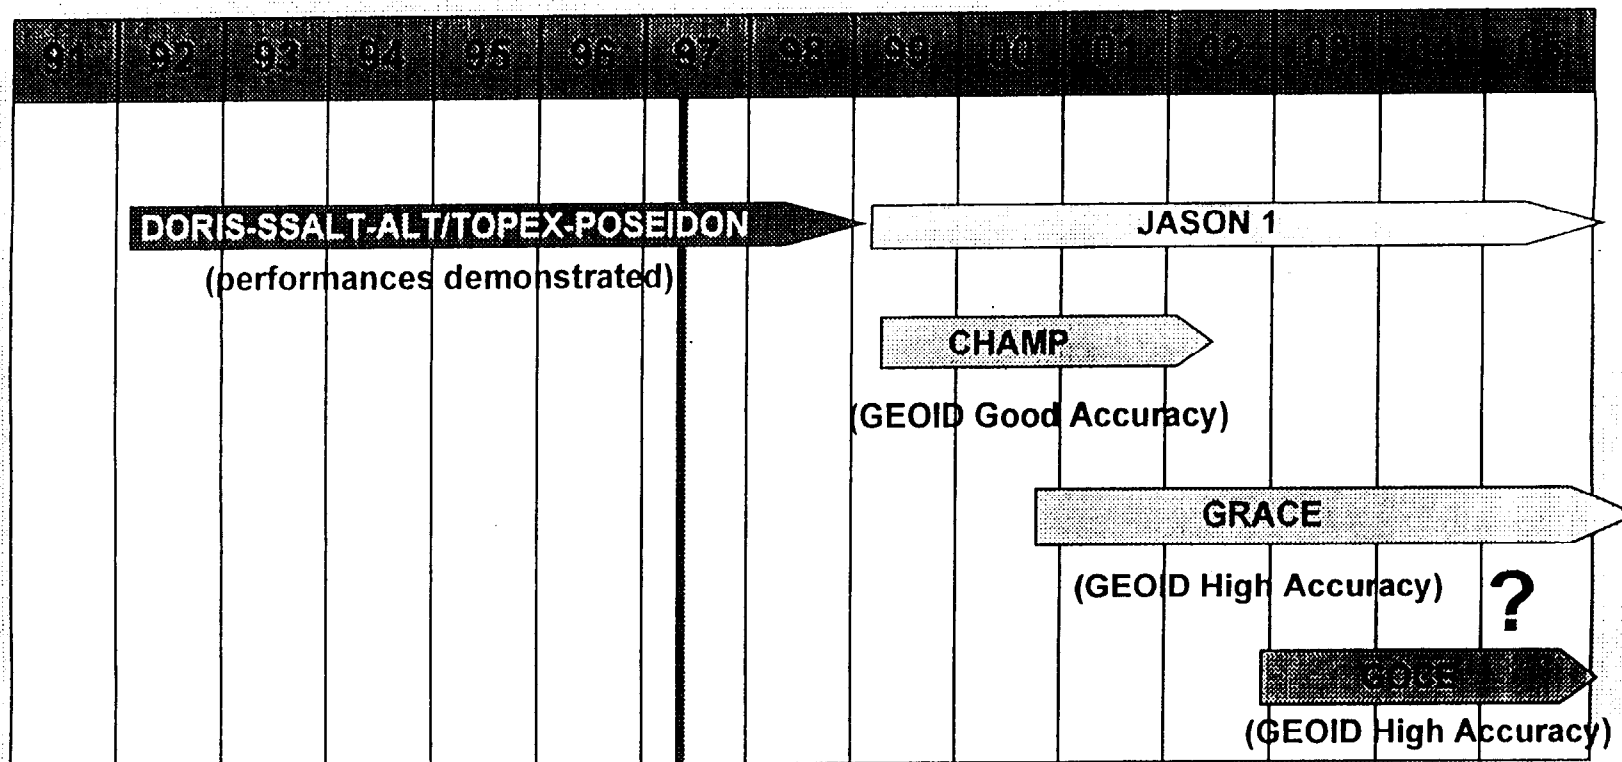 91 92 93 94 95 96 97 98 99 00 01 02 03 04 05
DORIS-SSALT-ALT/TOPEX-POSEIDON
JASON 1
(performances demonstrated)
CHAMP
(GEOID Good Accuracy)
GRACE
(GEOID High Accuracy)
?
GOCE
(GEOID High Accuracy)